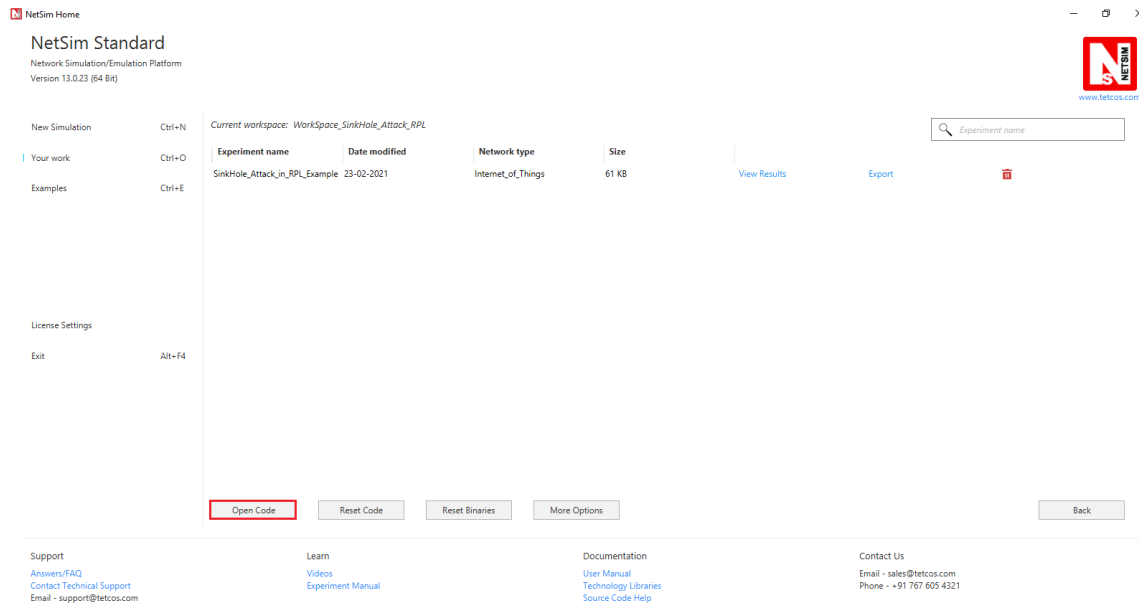 NetSim Home
NetSim Standard
Network Simulation/Emulation Platform
Version 13.0.23 (64 Bit)
NS
NETSIM
www.tetcos.com
New Simulation Ctrl+N
Your work Ctrl+O
Examples Ctrl+E
License Settings
Exit Alt+F4
Current workspace: WorkSpace_SinkHole_Attack_RPL
Experiment name
Experiment name Date modified Network type Size
SinkHole_Attack_in_RPL_Example 23-02-2021 Internet_of_Things 61 KB View Results Export
Open Code Reset Code Reset Binaries More Options Back
Support
Answers/FAQ
Contact Technical Support
Email - support@tetcos.com
Learn
Videos
Experiment Manual
Documentation
User Manual
Technology Libraries
Source Code Help
Contact Us
Email - sales@tetcos.com
Phone - +91 767 605 4321